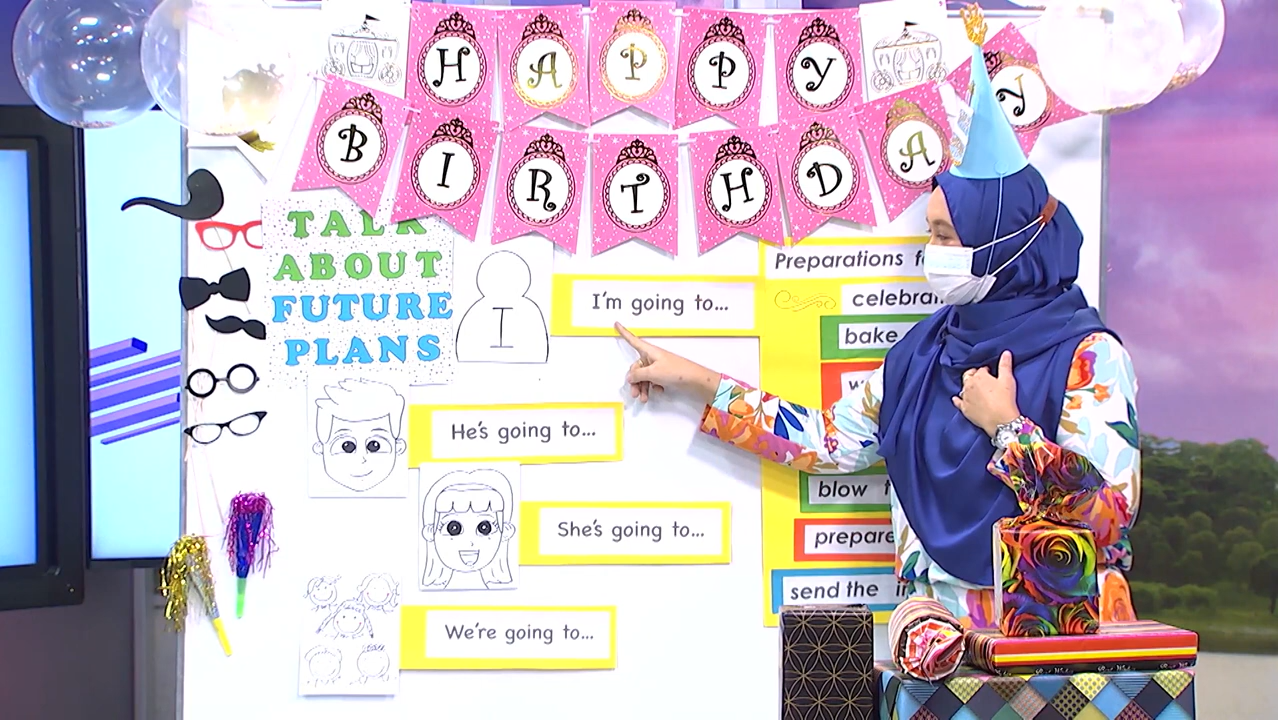 HAPPY
BIRTHDAY
TALK
ABOUT
FUTURE
PLANS
I
I'm going to...
He's going to...
She's going to...
We're going to...
Preparations
bake
blow
prepare
send the